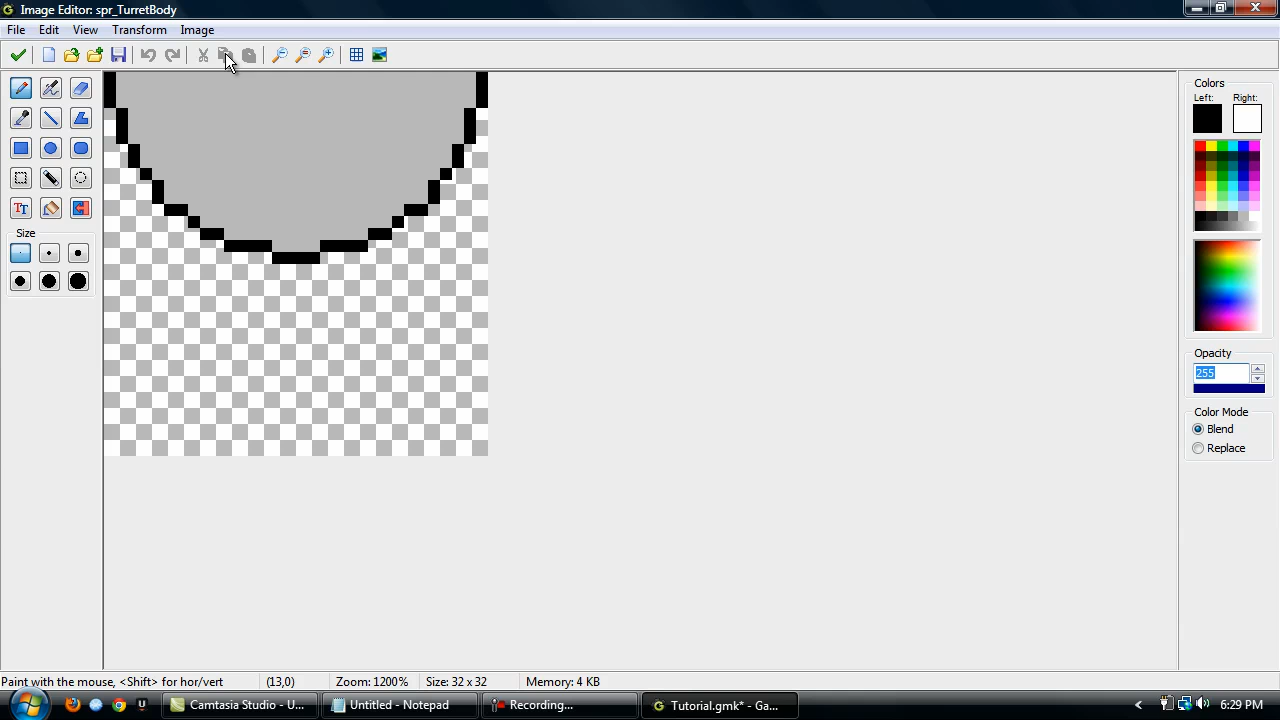 Image Editor: spr_TurretBody
File Edit View Transform Image
Colors
Left: Right:
Size
Opacity
255
Color Mode
Blend
Replace
Paint with the mouse, <Shift> for hor/vert (13,0) Zoom: 1200% Size: 32 x 32 Memory: 4 KB
Camtasia Studio - U... Untitled - Notepad Recording... Tutorial.gmk* - Ga... 6:29 PM